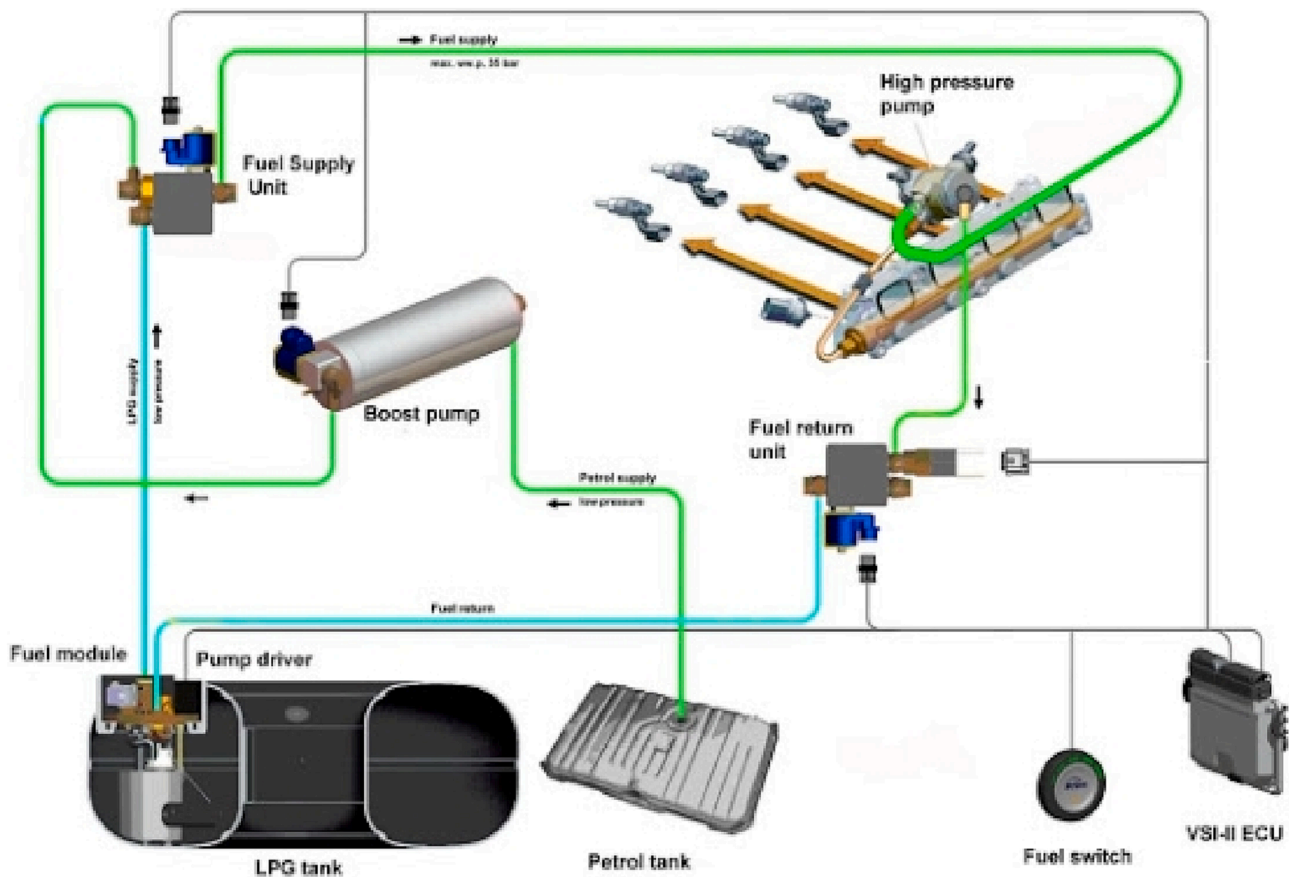 Fuel supply
max. ww.p. 35 bar
High pressure
pump
Fuel Supply
Unit
LPG supply
low pressure
Boost pump
Fuel return
unit
Petrol supply
low pressure
Fuel return
Fuel module
Pump driver
LPG tank
Petrol tank
Fuel switch
VSI-II ECU